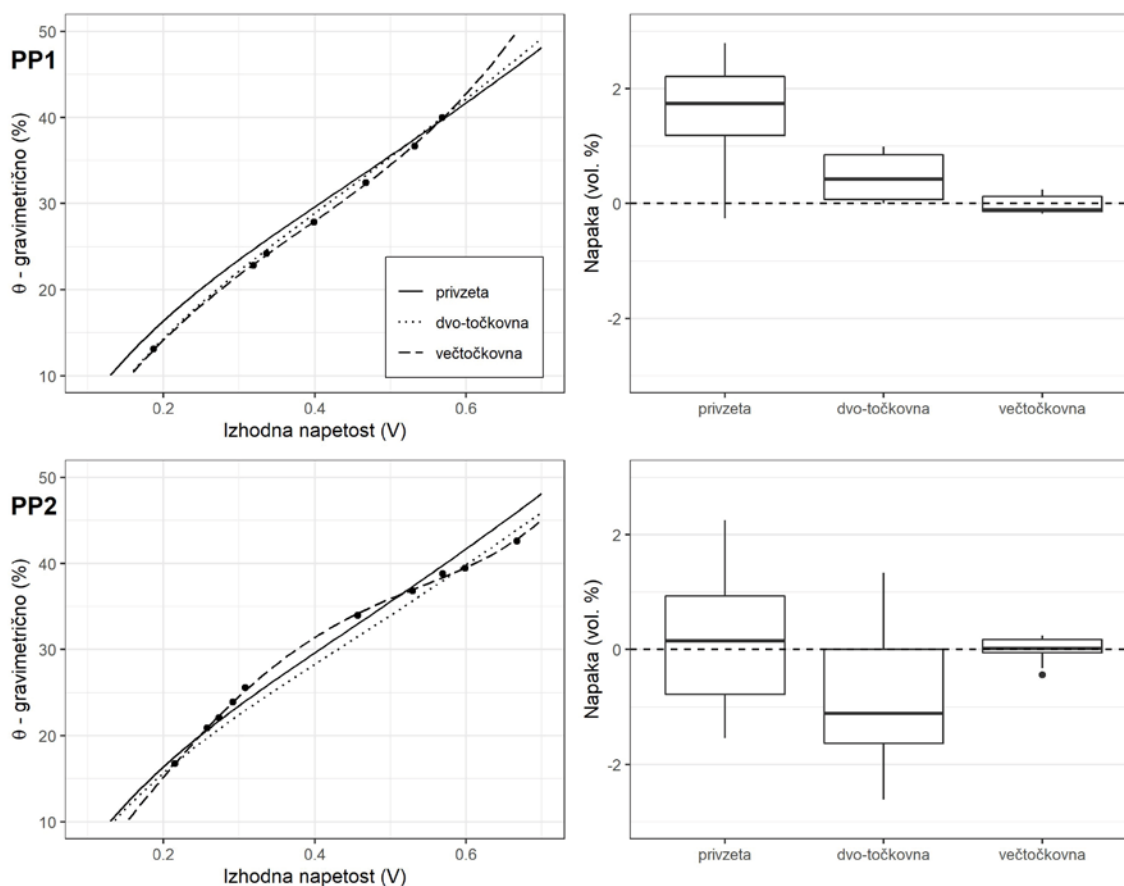 PP1
θ - gravimetrično (%)
50
40
30
20
10
0.2
0.4
0.6
Izhodna napetost (V)
privzeta
dvo-točkovna
večtočkovna
Napaka (vol. %)
2
0
-2
privzeta
dvo-točkovna
večtočkovna
PP2
θ - gravimetrično (%)
50
40
30
20
10
0.2
0.4
0.6
Izhodna napetost (V)
Napaka (vol. %)
2
0
-2
privzeta
dvo-točkovna
večtočkovna